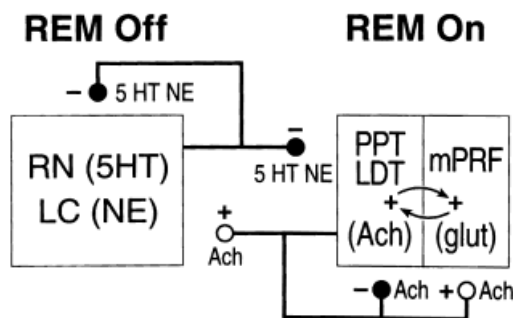 REM Off
REM On
− 5 HT NE
−
5 HT NE
RN (5HT)
LC (NE)
PPT
LDT
mPRF
+ +
(Ach) (glut)
+
Ach
− Ach + Ach